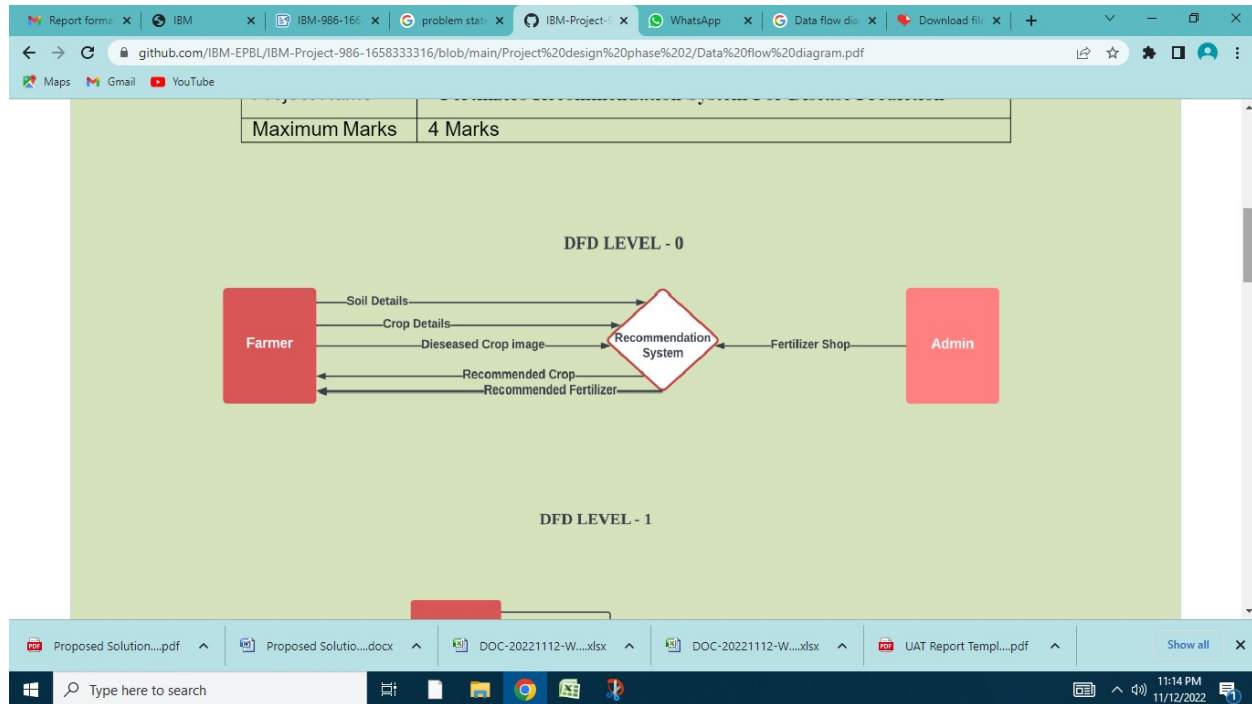 Report forma
IBM
IBM-986-166
problem stat
IBM-Project-
WhatsApp
Data flow dia
Download fil
github.com/IBM-EPBL/IBM-Project-986-1658333316/blob/main/Project%20design%20phase%202/Data%20flow%20diagram.pdf
Maps
Gmail
YouTube
Maximum Marks
4 Marks
DFD LEVEL - 0
Soil Details
Crop Details
Farmer
Dieseased Crop image
Recommendation
System
Fertilizer Shop
Admin
Recommended Crop
Recommended Fertilizer
DFD LEVEL - 1
Proposed Solution....pdf
Proposed Solutio....docx
DOC-20221112-W....xlsx
DOC-20221112-W....xlsx
UAT Report Templ....pdf
Show all
Type here to search
11:14 PM
11/12/2022